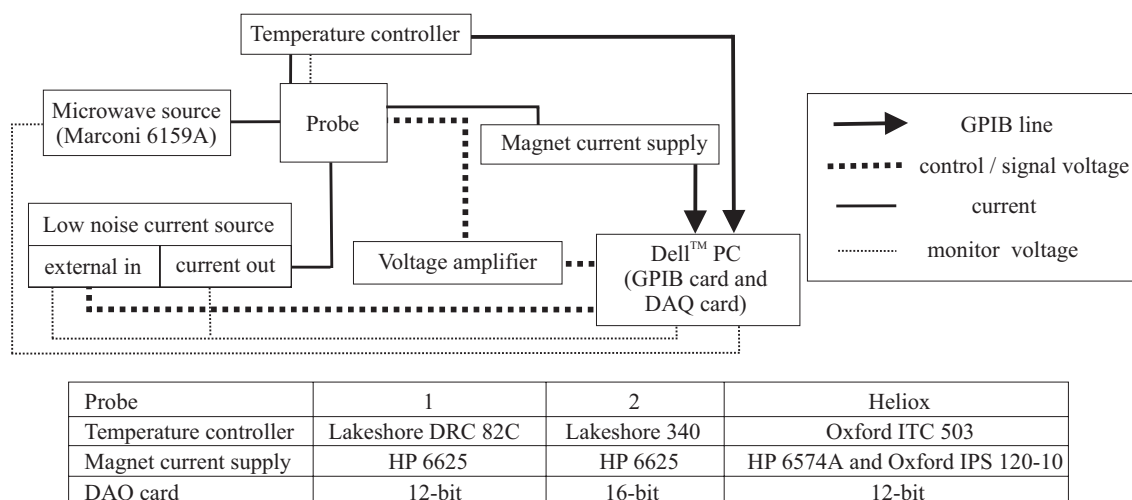 Temperature controller
Microwave source
(Marconi 6159A)
Probe
Magnet current supply
Low noise current source
external in
current out
Voltage amplifier
Dell™ PC
(GPIB card and
DAQ card)
GPIB line
control / signal voltage
current
monitor voltage
Probe 1 2 Heliox
Temperature controller Lakeshore DRC 82C Lakeshore 340 Oxford ITC 503
Magnet current supply HP 6625 HP 6625 HP 6574A and Oxford IPS 120-10
DAQ card 12-bit 16-bit 12-bit